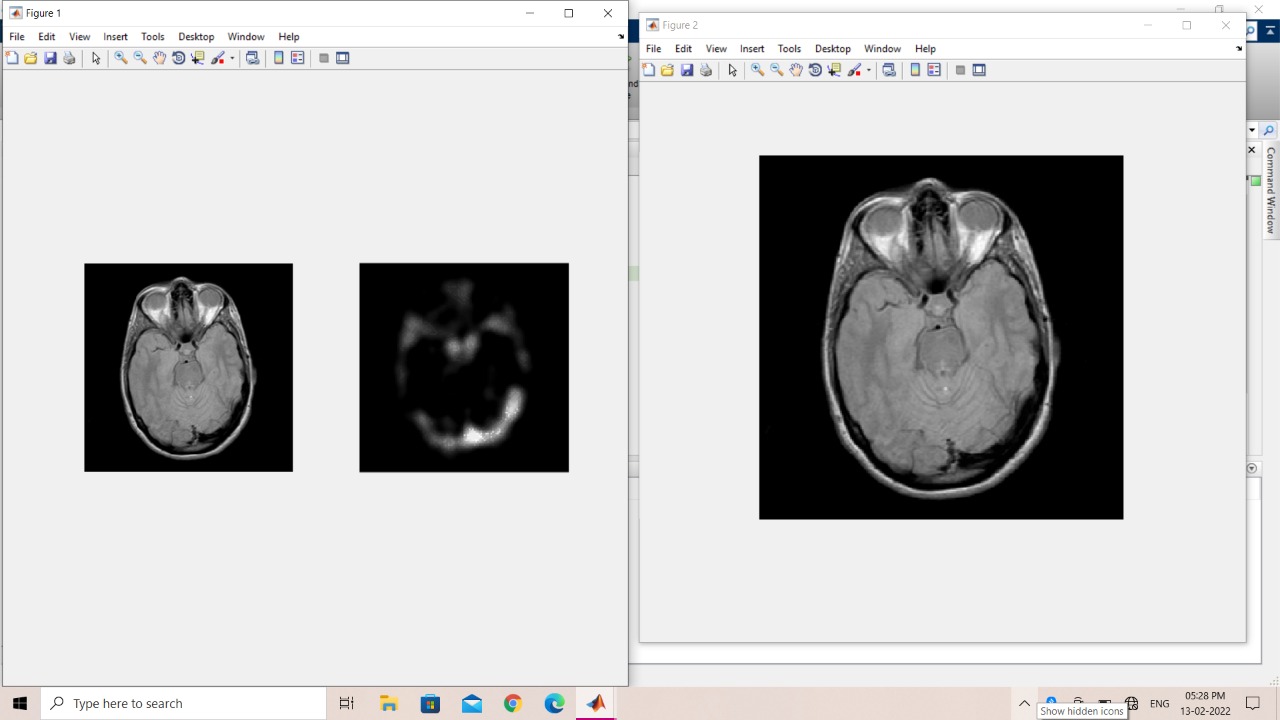 Figure 1
File Edit View Insert Tools Desktop Window Help
Figure 2
File Edit View Insert Tools Desktop Window Help
Command Window
Type here to search
ENG
05:28 PM
13-02-2022
Show hidden icons